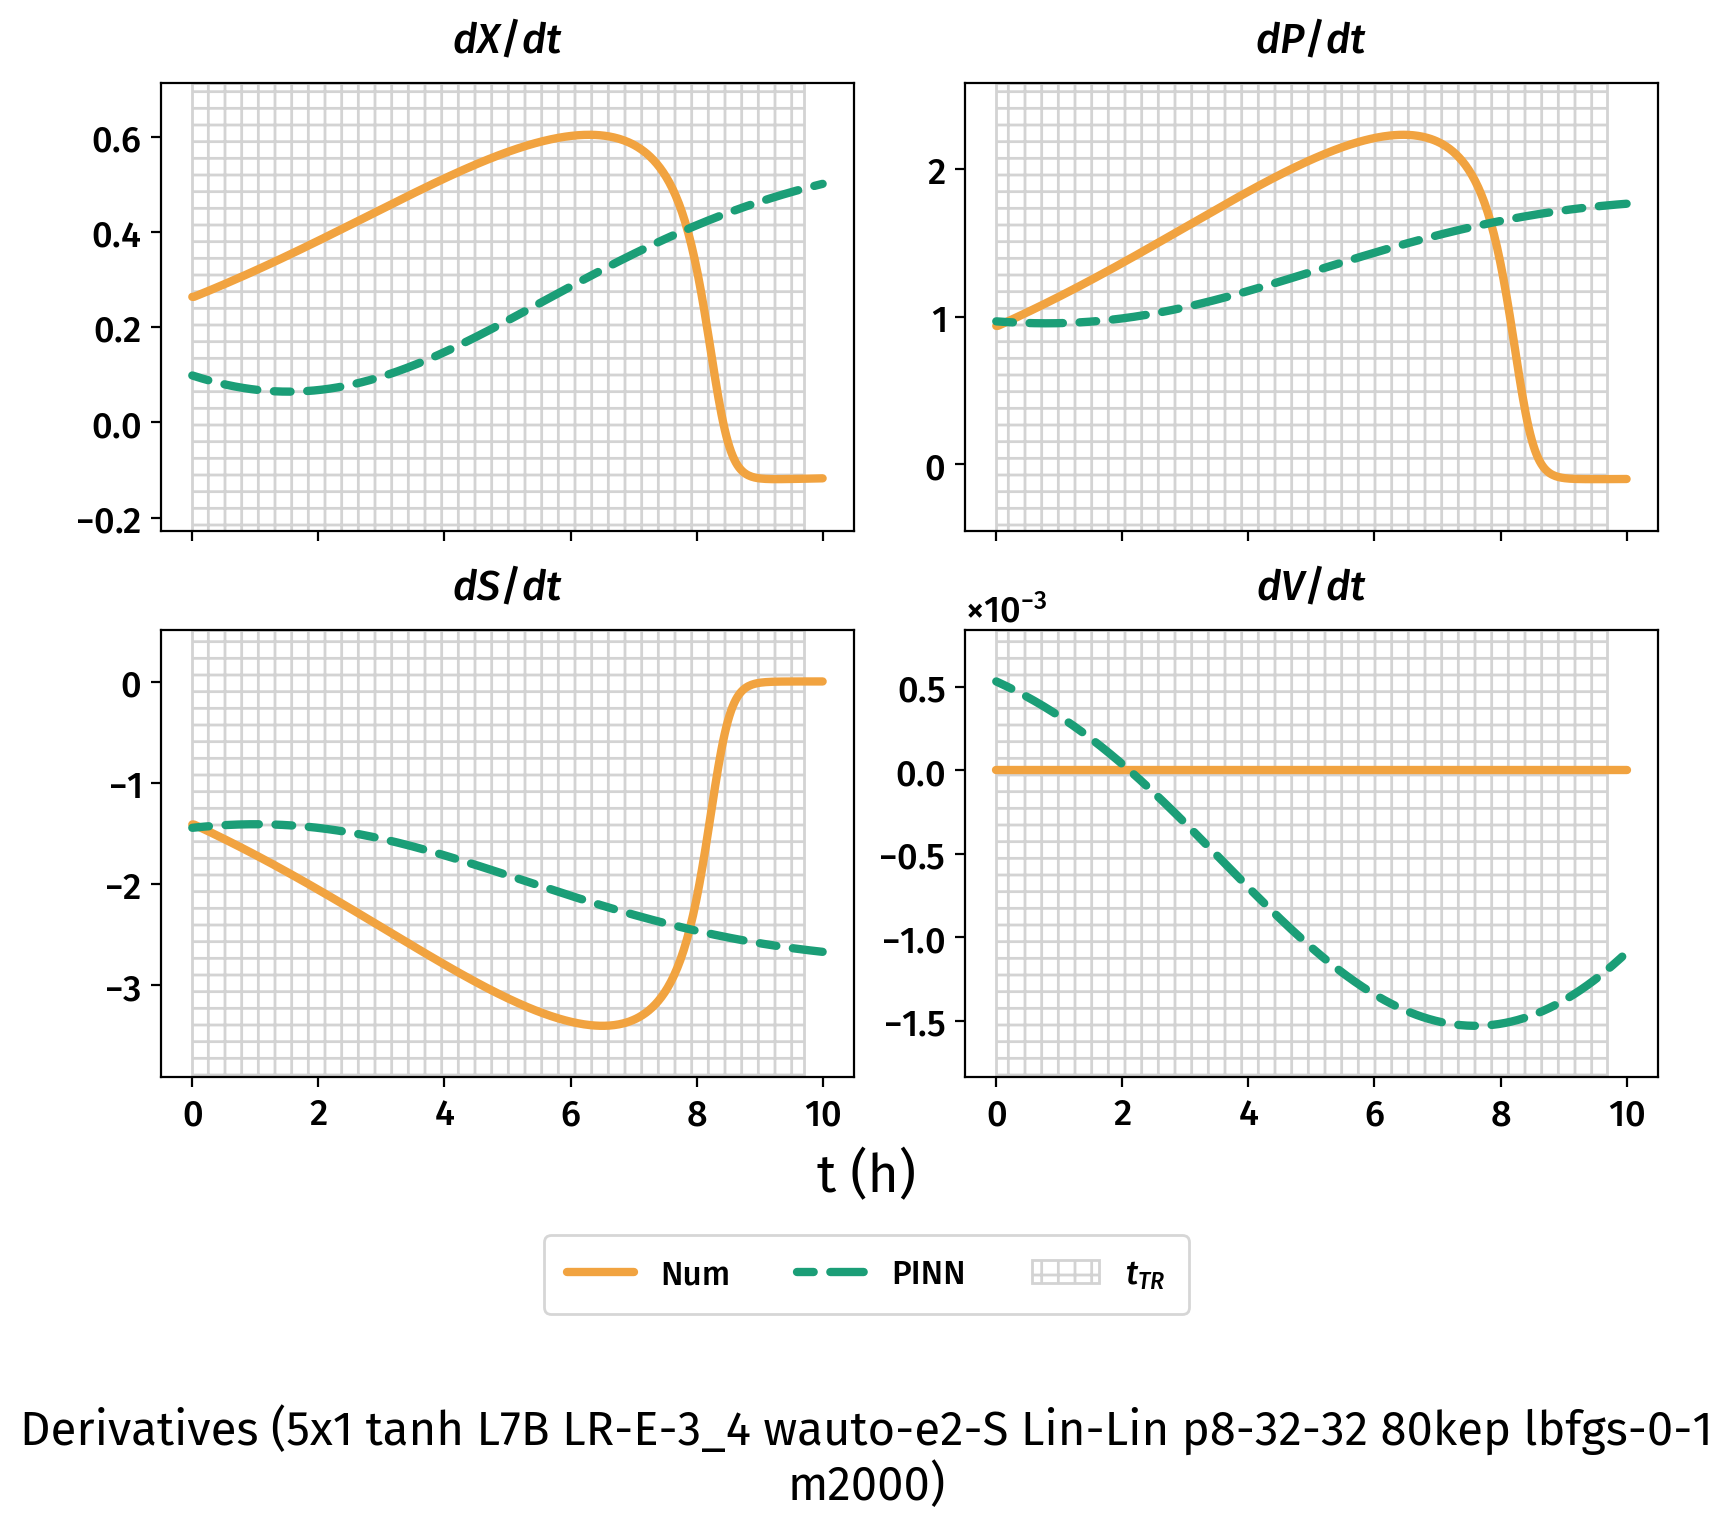 dX/dt
dP/dt
0.6
0.4
0.2
0.0
−0.2
2
1
0
dS/dt
dV/dt
×10⁻³
0
−1
−2
−3
0.5
0.0
−0.5
−1.0
−1.5
0 2 4 6 8 10
0 2 4 6 8 10
t (h)
Num PINN t_TR
Derivatives (5x1 tanh L7B LR-E-3_4 wauto-e2-S Lin-Lin p8-32-32 80kep lbfgs-0-1
m2000)